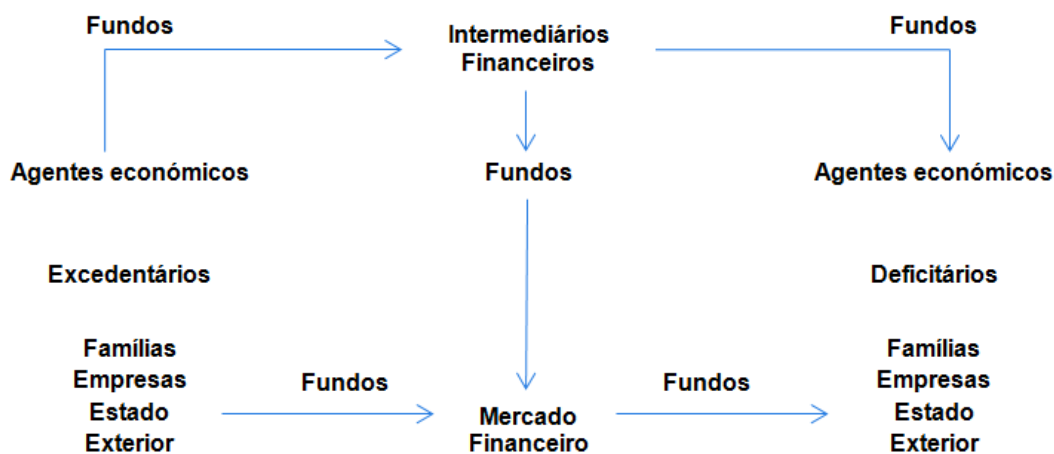 Fundos
Intermediários
Financeiros
Fundos
Agentes económicos
Fundos
Agentes económicos
Excedentários
Deficitários
Famílias
Empresas
Estado
Exterior
Fundos
Mercado
Financeiro
Fundos
Famílias
Empresas
Estado
Exterior